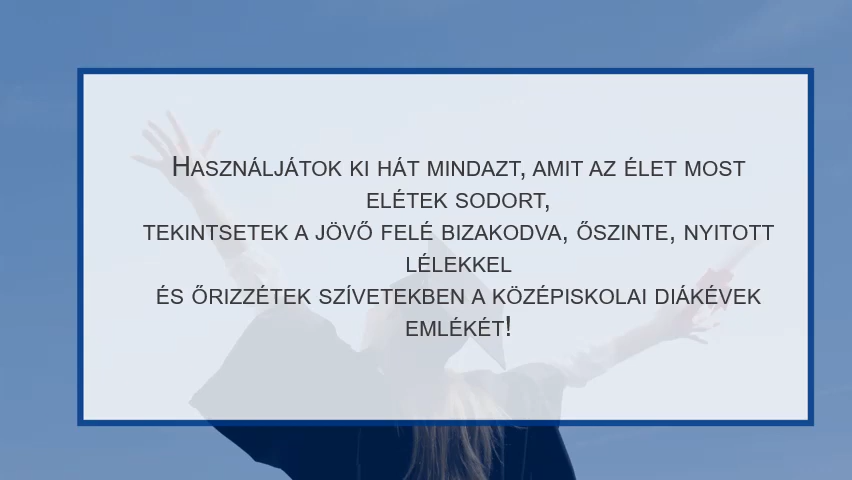 Használjátok ki hát mindazt, amit az élet most
elétek sodort,
tekintsetek a jövő felé bizakodva, őszinte, nyitott
lélekkel
és őrizzétek szívetekben a középiskolai diákévek
emlékét!